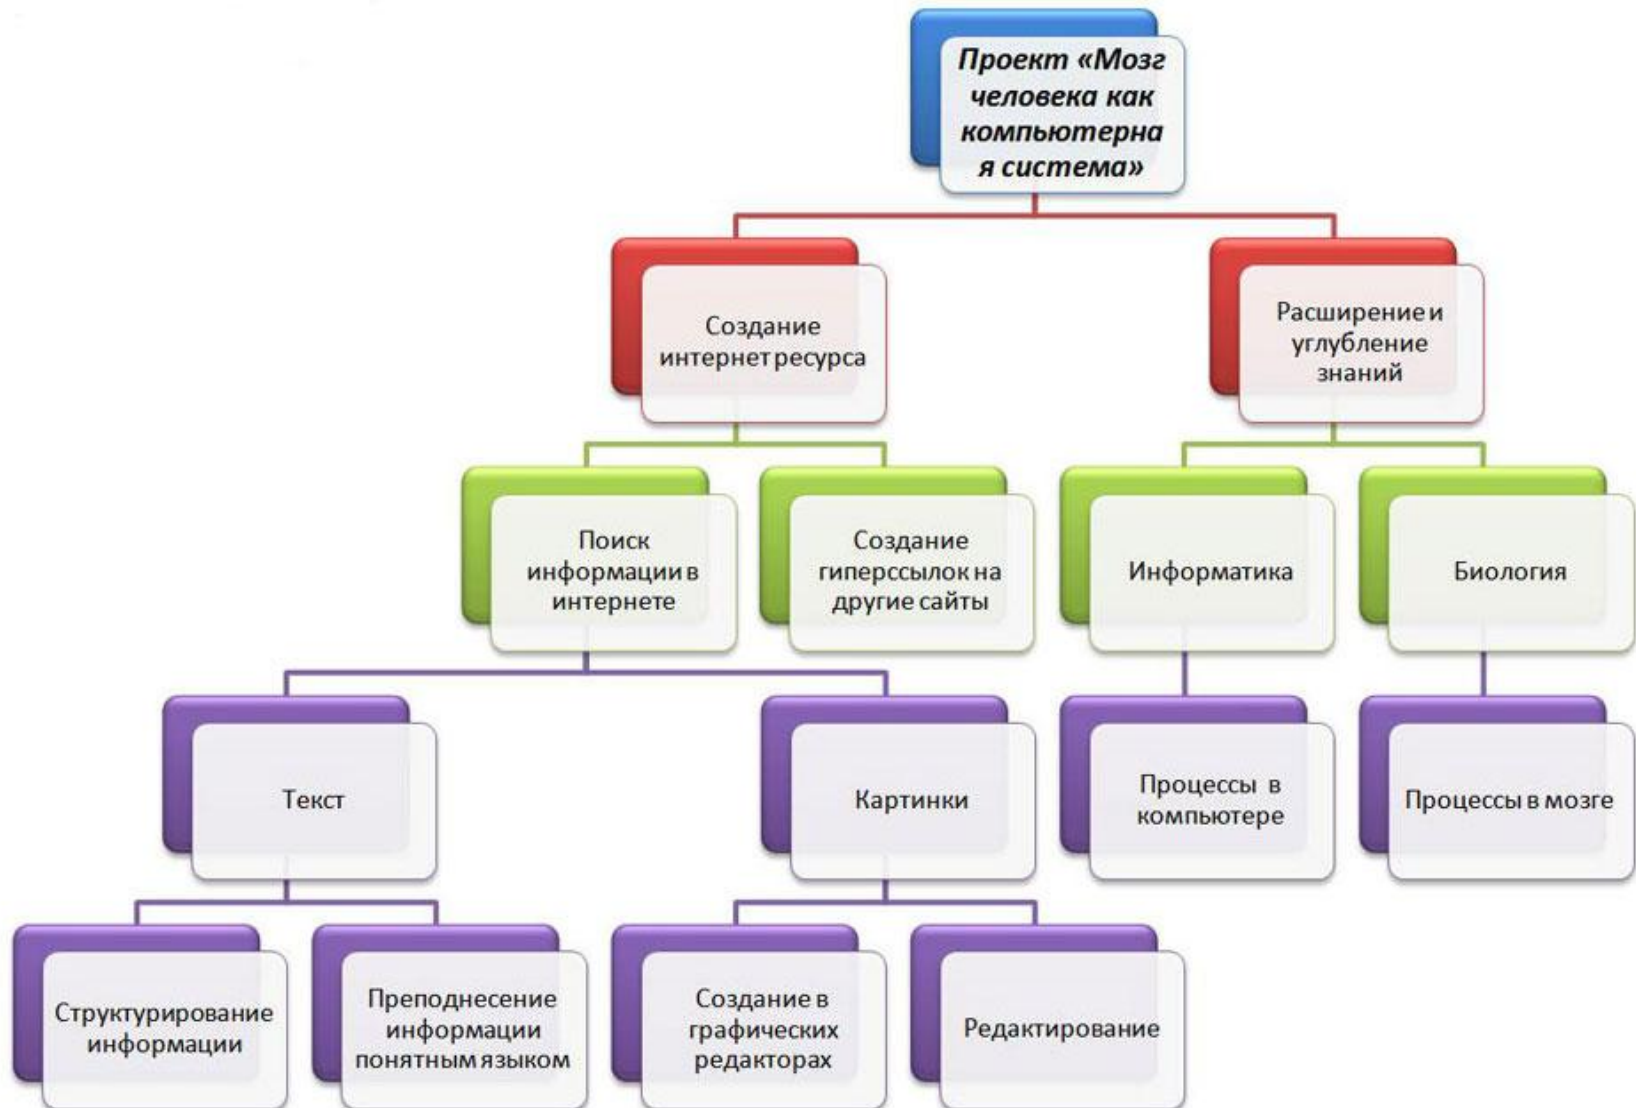 Проект «Мозг
человека как
компьютерна
я система»
Создание
интернет ресурса
Расширение и
углубление
знаний
Поиск
информации в
интернете
Создание
гиперссылок на
другие сайты
Информатика
Биология
Текст
Картинки
Процессы в
компьютере
Процессы в мозге
Структурирование
информации
Преподнесение
информации
понятным языком
Создание в
графических
редакторах
Редактирование